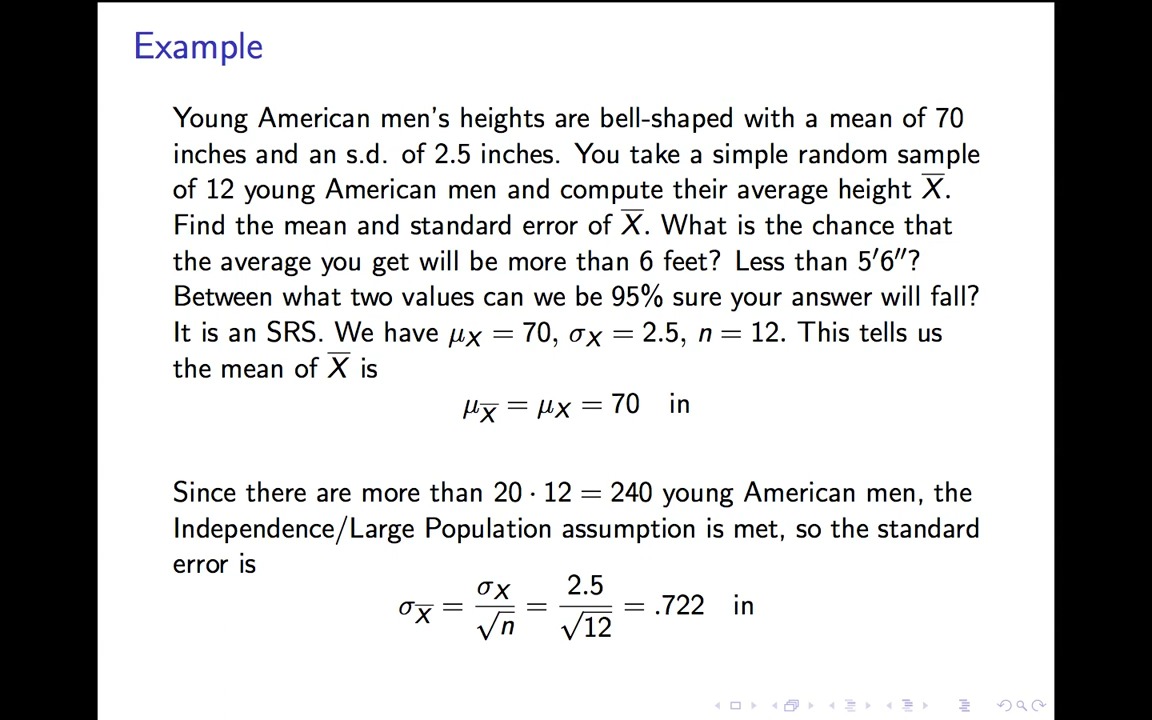 Example
Young American men's heights are bell-shaped with a mean of 70
inches and an s.d. of 2.5 inches. You take a simple random sample
of 12 young American men and compute their average height X̅.
Find the mean and standard error of X̅. What is the chance that
the average you get will be more than 6 feet? Less than 5′6″?
Between what two values can we be 95% sure your answer will fall?
It is an SRS. We have μ_X = 70, σ_X = 2.5, n = 12. This tells us
the mean of X̅ is
μ_X̅ = μ_X = 70 in
Since there are more than 20 · 12 = 240 young American men, the
Independence/Large Population assumption is met, so the standard
error is
σ_X̅ = σ_X/√n = 2.5/√12 = .722 in